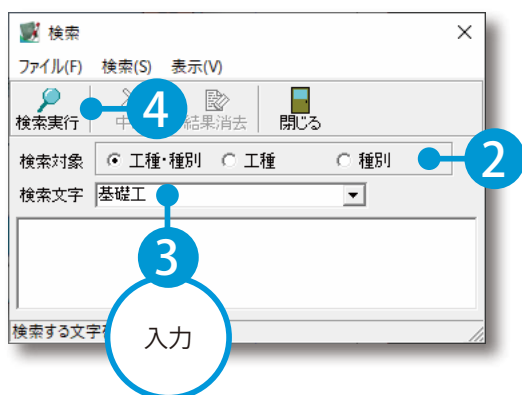 検索
ファイル(F) 検索(S) 表示(V)
検索実行 中 結果消去 閉じる
4
検索対象 工種・種別 工種 種別
2
検索文字 基礎工
3
検索する文字
入力